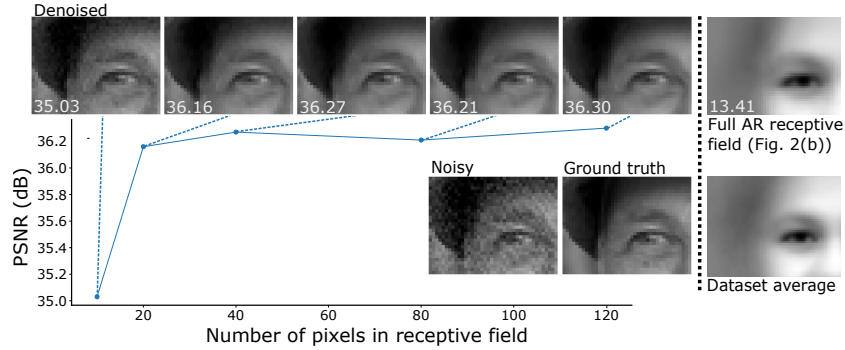 Denoised
35.03
36.16
36.27
36.21
36.30
13.41
Full AR receptive
field (Fig. 2(b))
PSNR (dB)
36.2
36.0
35.8
35.6
35.4
35.2
35.0
Noisy
Ground truth
Dataset average
20
40
60
80
100
120
Number of pixels in receptive field